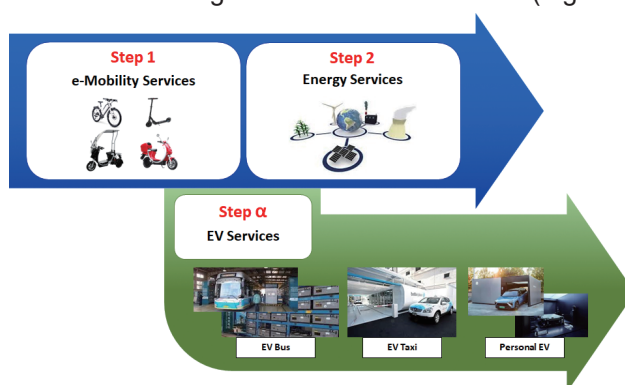 Step 1
e-Mobility Services
Step 2
Energy Services
Step α
EV Services
EV Bus
EV Taxi
Personal EV